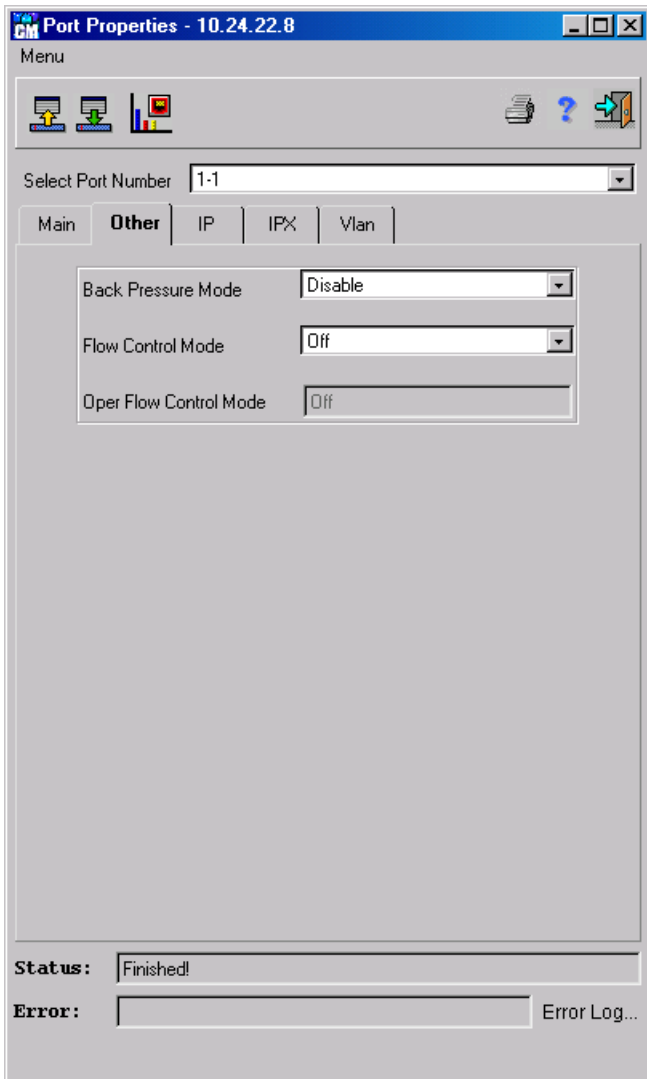 GM Port Properties - 10.24.22.8
Menu
?
Select Port Number 1-1
Main Other IP IPX Vlan
Back Pressure Mode Disable
Flow Control Mode Off
Oper Flow Control Mode Off
Status: Finished!
Error: Error Log...